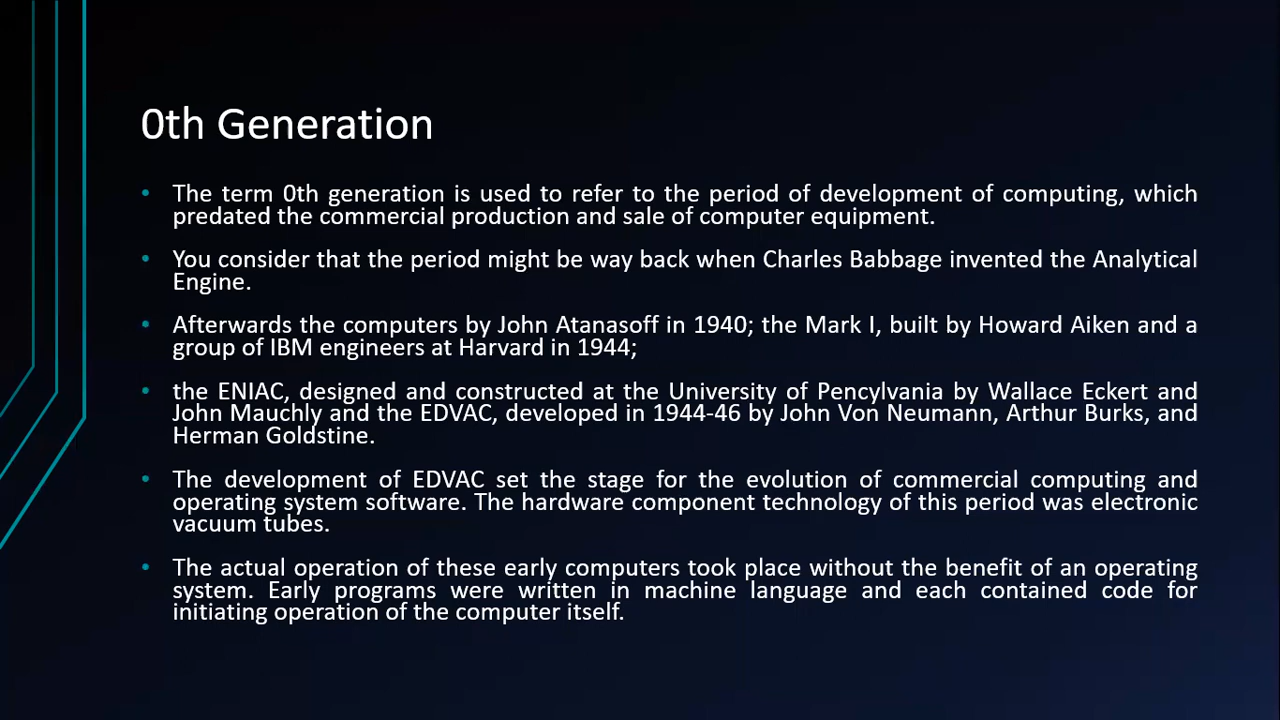 0th Generation
• The term 0th generation is used to refer to the period of development of computing, which
predated the commercial production and sale of computer equipment.
• You consider that the period might be way back when Charles Babbage invented the Analytical
Engine.
• Afterwards the computers by John Atanasoff in 1940; the Mark I, built by Howard Aiken and a
group of IBM engineers at Harvard in 1944;
• the ENIAC, designed and constructed at the University of Pencylvania by Wallace Eckert and
John Mauchly and the EDVAC, developed in 1944-46 by John Von Neumann, Arthur Burks, and
Herman Goldstine.
• The development of EDVAC set the stage for the evolution of commercial computing and
operating system software. The hardware component technology of this period was electronic
vacuum tubes.
• The actual operation of these early computers took place without the benefit of an operating
system. Early programs were written in machine language and each contained code for
initiating operation of the computer itself.